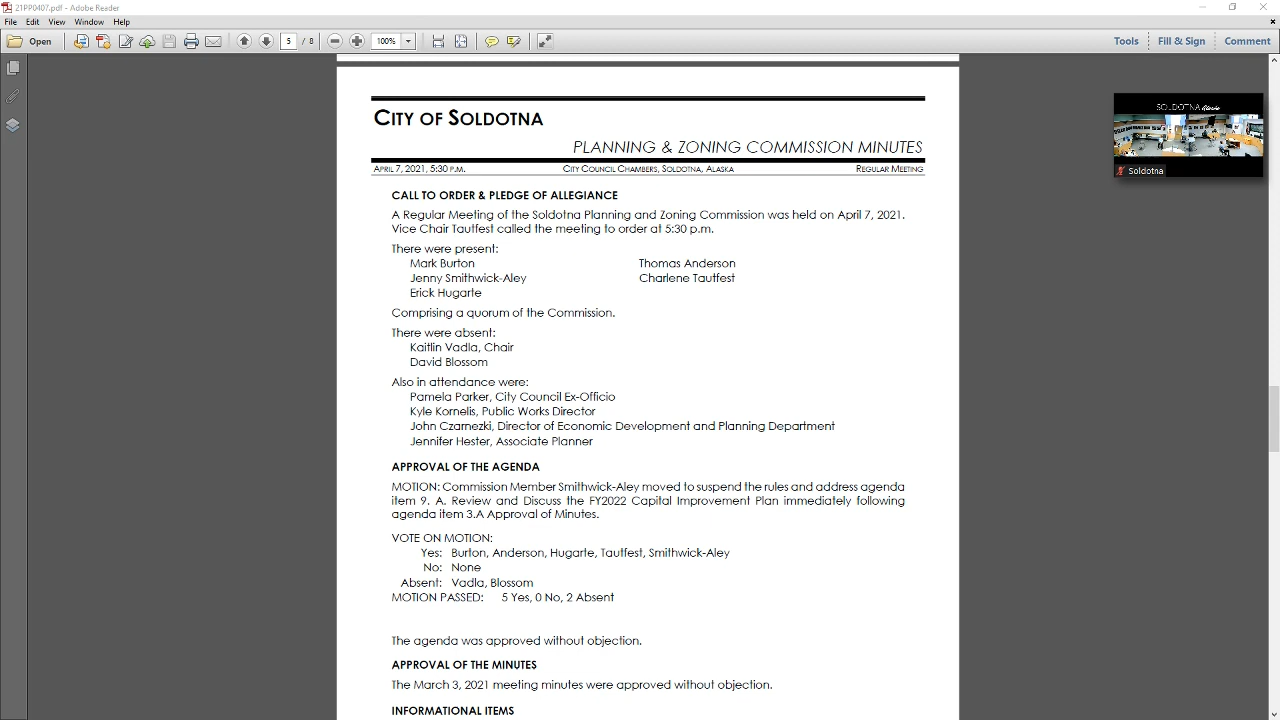 21PP0407.pdf - Adobe Reader
File Edit View Window Help
Open 5 / 8 100% Tools Fill & Sign Comment
CITY OF SOLDOTNA
PLANNING & ZONING COMMISSION MINUTES
APRIL 7, 2021, 5:30 P.M. CITY COUNCIL CHAMBERS, SOLDOTNA, ALASKA REGULAR MEETING
CALL TO ORDER & PLEDGE OF ALLEGIANCE
A Regular Meeting of the Soldotna Planning and Zoning Commission was held on April 7, 2021.
Vice Chair Tautfest called the meeting to order at 5:30 p.m.
There were present:
Mark Burton Thomas Anderson
Jenny Smithwick-Aley Charlene Tautfest
Erick Hugarte
Comprising a quorum of the Commission.
There were absent:
Kaitlin Vadla, Chair
David Blossom
Also in attendance were:
Pamela Parker, City Council Ex-Officio
Kyle Kornelis, Public Works Director
John Czarnezki, Director of Economic Development and Planning Department
Jennifer Hester, Associate Planner
APPROVAL OF THE AGENDA
MOTION: Commission Member Smithwick-Aley moved to suspend the rules and address agenda
item 9. A. Review and Discuss the FY2022 Capital Improvement Plan immediately following
agenda item 3.A Approval of Minutes.
VOTE ON MOTION:
Yes: Burton, Anderson, Hugarte, Tautfest, Smithwick-Aley
No: None
Absent: Vadla, Blossom
MOTION PASSED: 5 Yes, 0 No, 2 Absent
The agenda was approved without objection.
APPROVAL OF THE MINUTES
The March 3, 2021 meeting minutes were approved without objection.
INFORMATIONAL ITEMS
SOLDOTNA Alaska
Soldotna